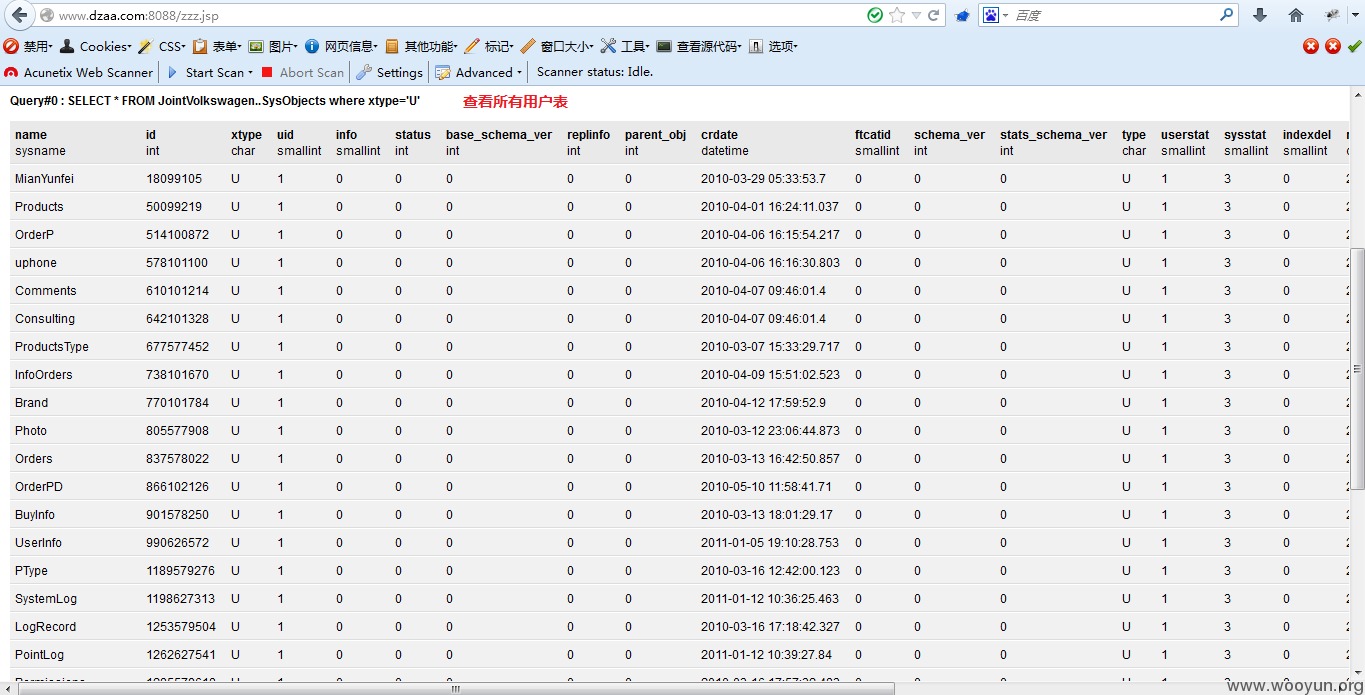 www.dzaa.com:8088/zzz.jsp 百度
禁用 Cookies CSS 表单 图片 网页信息 其他功能 标记 窗口大小 工具 查看源代码 选项
Acunetix Web Scanner Start Scan Abort Scan Settings Advanced Scanner status: Idle.
Query#0 : SELECT * FROM JointVolkswagen..SysObjects where xtype='U' 查看所有用户表
name id xtype uid info status base_schema_ver replinfo parent_obj crdate ftcatid schema_ver stats_schema_ver type userstat sysstat indexdel
sysname int char smallint smallint int int int int datetime smallint int int char smallint smallint smallint
MianYunfei 18099105 U 1 0 0 0 0 0 2010-03-29 05:33:53.7 0 0 0 U 1 3 0
Products 50099219 U 1 0 0 0 0 0 2010-04-01 16:24:11.037 0 0 0 U 1 3 0
OrderP 514100872 U 1 0 0 0 0 0 2010-04-06 16:15:54.217 0 0 0 U 1 3 0
uphone 578101100 U 1 0 0 0 0 0 2010-04-06 16:16:30.803 0 0 0 U 1 3 0
Comments 610101214 U 1 0 0 0 0 0 2010-04-07 09:46:01.4 0 0 0 U 1 3 0
Consulting 642101328 U 1 0 0 0 0 0 2010-04-07 09:46:01.4 0 0 0 U 1 3 0
ProductsType 677577452 U 1 0 0 0 0 0 2010-03-07 15:33:29.717 0 0 0 U 1 3 0
InfoOrders 738101670 U 1 0 0 0 0 0 2010-04-09 15:51:02.523 0 0 0 U 1 3 0
Brand 770101784 U 1 0 0 0 0 0 2010-04-12 17:59:52.9 0 0 0 U 1 3 0
Photo 805577908 U 1 0 0 0 0 0 2010-03-12 23:06:44.873 0 0 0 U 1 3 0
Orders 837578022 U 1 0 0 0 0 0 2010-03-13 16:42:50.857 0 0 0 U 1 3 0
OrderPD 866102126 U 1 0 0 0 0 0 2010-05-10 11:58:41.71 0 0 0 U 1 3 0
BuyInfo 901578250 U 1 0 0 0 0 0 2010-03-13 18:01:29.17 0 0 0 U 1 3 0
UserInfo 990626572 U 1 0 0 0 0 0 2011-01-05 19:10:28.753 0 0 0 U 1 3 0
PType 1189579276 U 1 0 0 0 0 0 2010-03-16 12:42:00.123 0 0 0 U 1 3 0
SystemLog 1198627313 U 1 0 0 0 0 0 2011-01-12 10:36:25.463 0 0 0 U 1 3 0
LogRecord 1253579504 U 1 0 0 0 0 0 2010-03-16 17:18:42.327 0 0 0 U 1 3 0
PointLog 1262627541 U 1 0 0 0 0 0 2011-01-12 10:39:27.84 0 0 0 U 1 3 0
www.wooyun.org